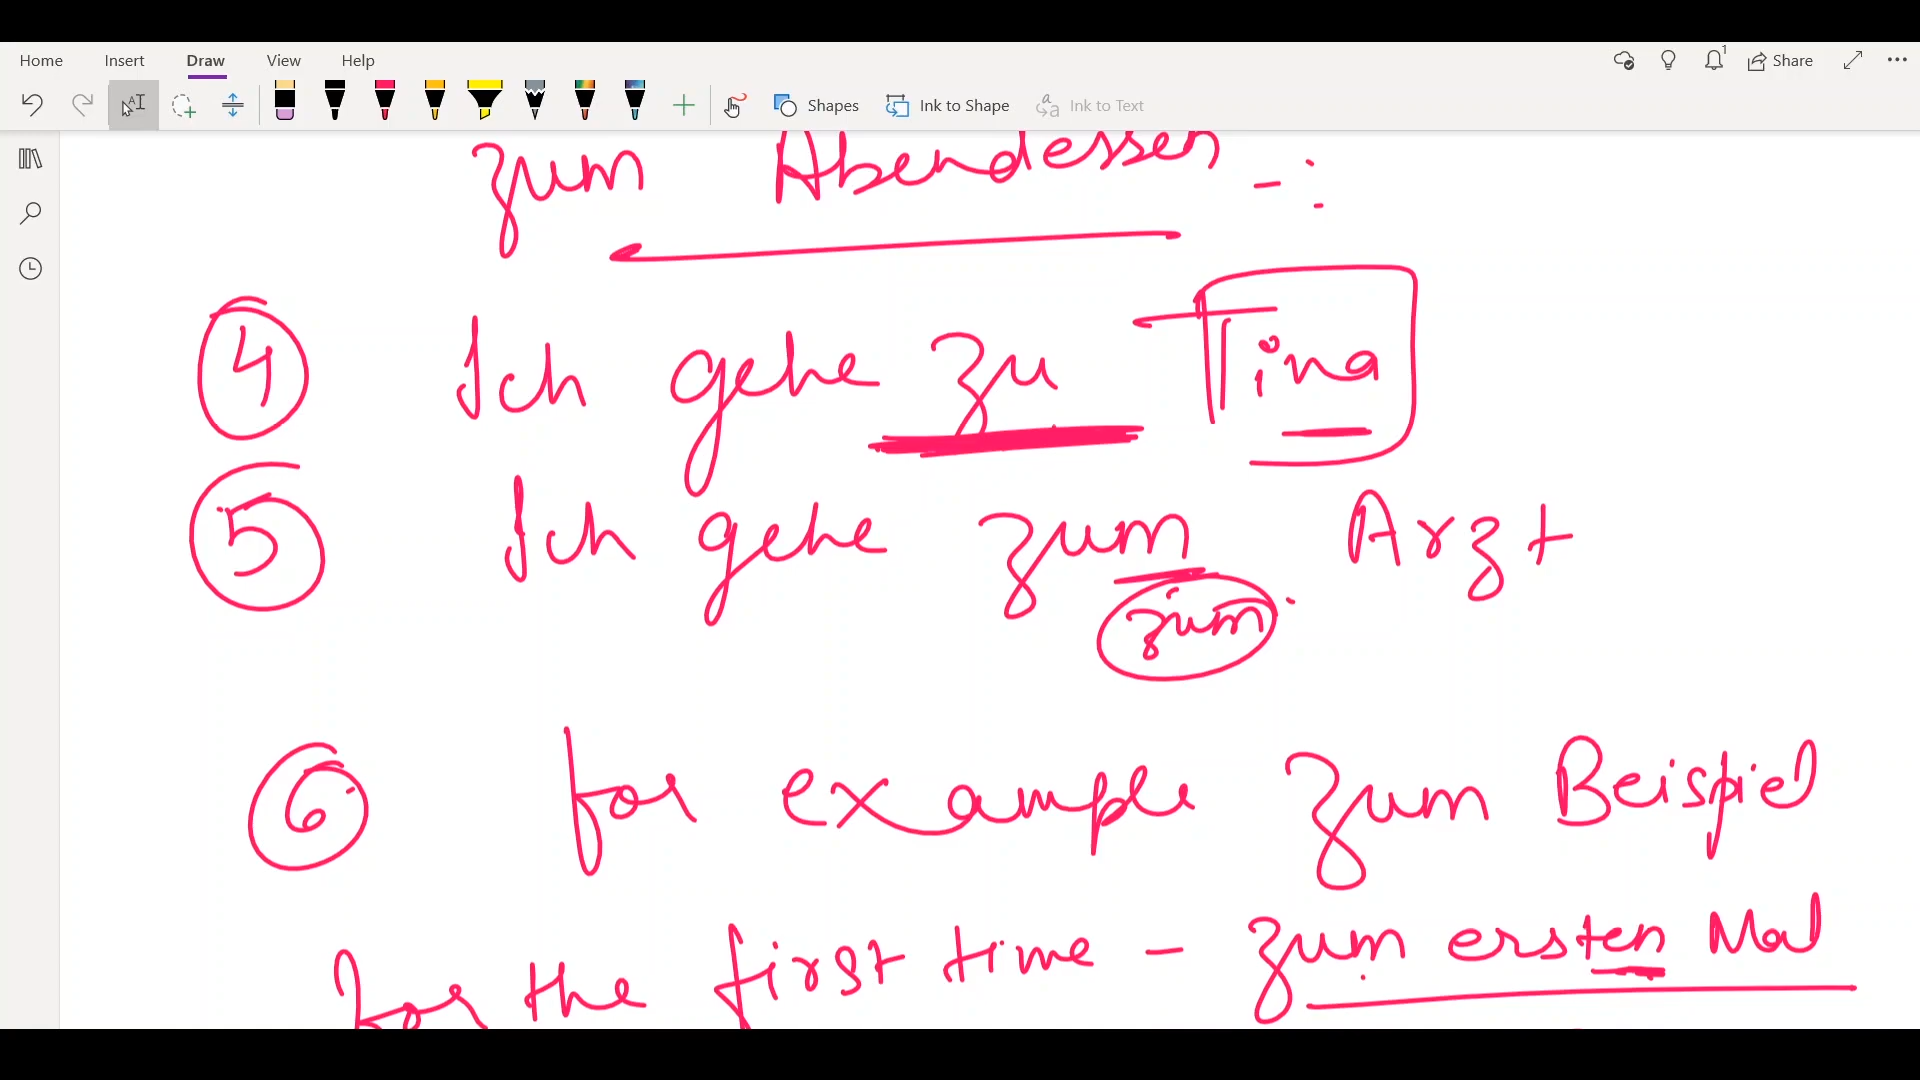 Home Insert Draw View Help 1 Share
Shapes Ink to Shape Ink to Text
zum Abendessen - :
4 Ich gehe zu Tina
5 Ich gehe zum Arzt
zum
6 for example zum Beispiel
for the first time - zum ersten Mal